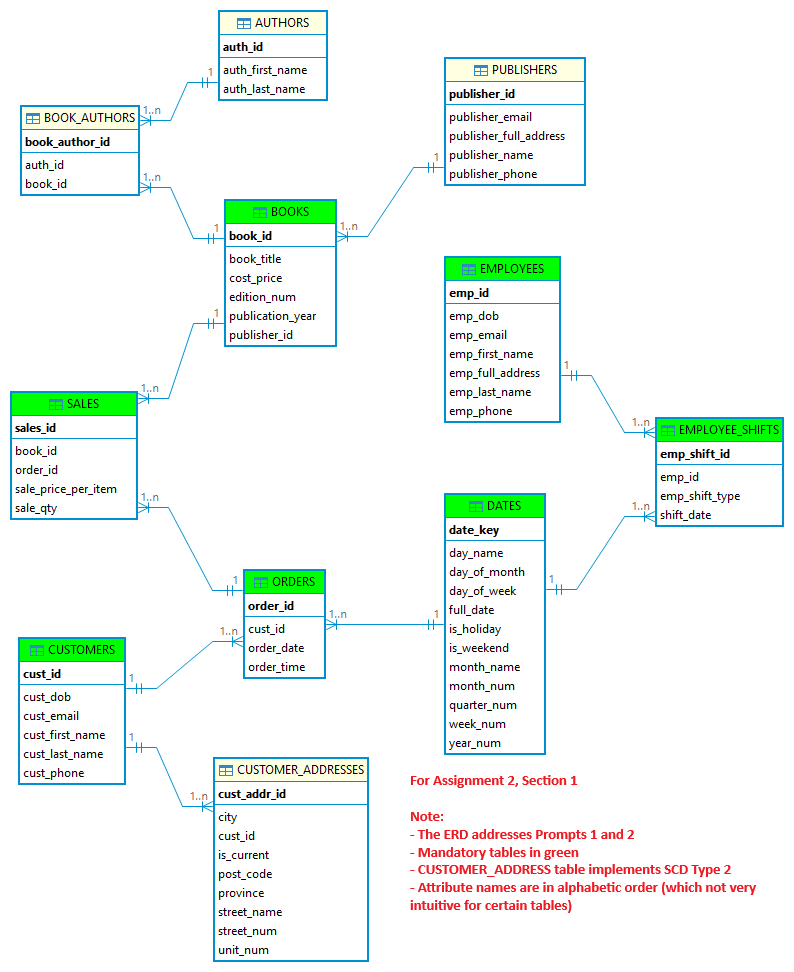 AUTHORS
auth_id
auth_first_name
auth_last_name
1
1..n
BOOK_AUTHORS
book_author_id
auth_id
book_id
1..n
1
PUBLISHERS
publisher_id
publisher_email
publisher_full_address
publisher_name
publisher_phone
1
1..n
BOOKS
book_id
book_title
cost_price
edition_num
publication_year
publisher_id
1
1..n
EMPLOYEES
emp_id
emp_dob
emp_email
emp_first_name
emp_full_address
emp_last_name
emp_phone
1
1..n
SALES
sales_id
book_id
order_id
sale_price_per_item
sale_qty
1..n
1
EMPLOYEE_SHIFTS
emp_shift_id
emp_id
emp_shift_type
shift_date
1..n
1
DATES
date_key
day_name
day_of_month
day_of_week
full_date
is_holiday
is_weekend
month_name
month_num
quarter_num
week_num
year_num
1
1..n
ORDERS
order_id
cust_id
order_date
order_time
1..n
1
CUSTOMERS
cust_id
cust_dob
cust_email
cust_first_name
cust_last_name
cust_phone
1
1..n
CUSTOMER_ADDRESSES
cust_addr_id
city
cust_id
is_current
post_code
province
street_name
street_num
unit_num
For Assignment 2, Section 1
Note:
- The ERD addresses Prompts 1 and 2
- Mandatory tables in green
- CUSTOMER_ADDRESS table implements SCD Type 2
- Attribute names are in alphabetic order (which not very
intuitive for certain tables)